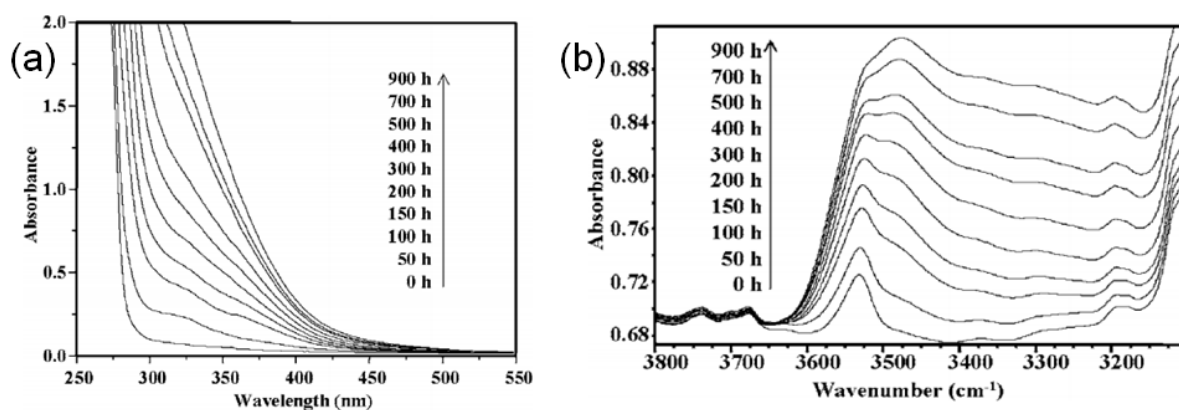 (a)
2.0
1.5
1.0
0.5
0.0
Absorbance
900 h
700 h
500 h
400 h
300 h
200 h
150 h
100 h
50 h
0 h
250 300 350 400 450 500 550
Wavelength (nm)
(b)
0.88
0.84
0.80
0.76
0.72
0.68
Absorbance
900 h
700 h
500 h
400 h
300 h
200 h
150 h
100 h
50 h
0 h
3800 3700 3600 3500 3400 3300 3200
Wavenumber (cm⁻¹)